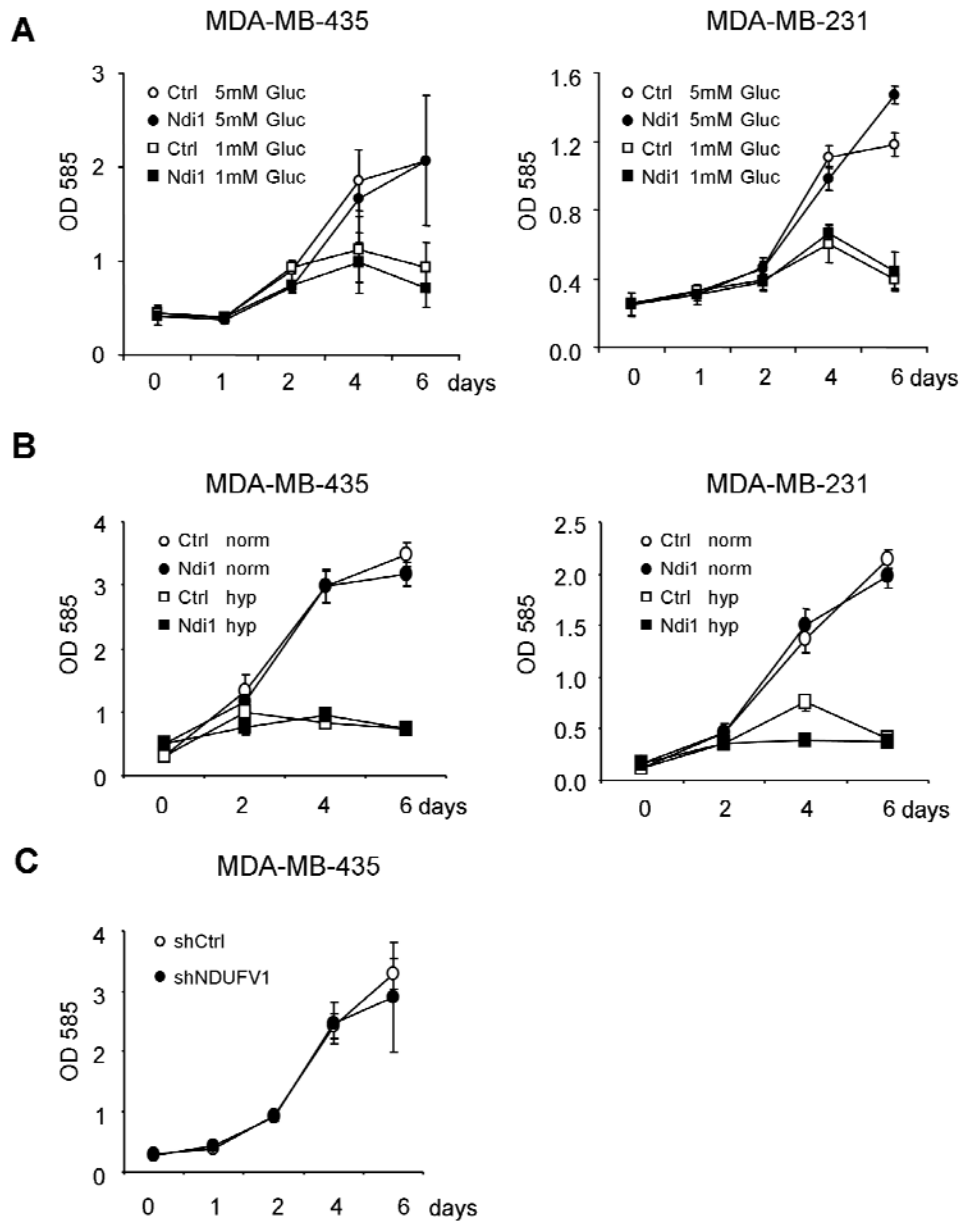 A
MDA-MB-435
MDA-MB-231
OD 585
3
2
1
0
Ctrl 5mM Gluc
Ndi1 5mM Gluc
Ctrl 1mM Gluc
Ndi1 1mM Gluc
0 1 2 4 6 days
OD 585
1.6
1.2
0.8
0.4
0.0
Ctrl 5mM Gluc
Ndi1 5mM Gluc
Ctrl 1mM Gluc
Ndi1 1mM Gluc
0 1 2 4 6 days
B
MDA-MB-435
MDA-MB-231
OD 585
4
3
2
1
0
Ctrl norm
Ndi1 norm
Ctrl hyp
Ndi1 hyp
0 2 4 6 days
OD 585
2.5
2.0
1.5
1.0
0.5
0.0
Ctrl norm
Ndi1 norm
Ctrl hyp
Ndi1 hyp
0 2 4 6 days
C
MDA-MB-435
OD 585
4
3
2
1
0
shCtrl
shNDUFV1
0 1 2 4 6 days